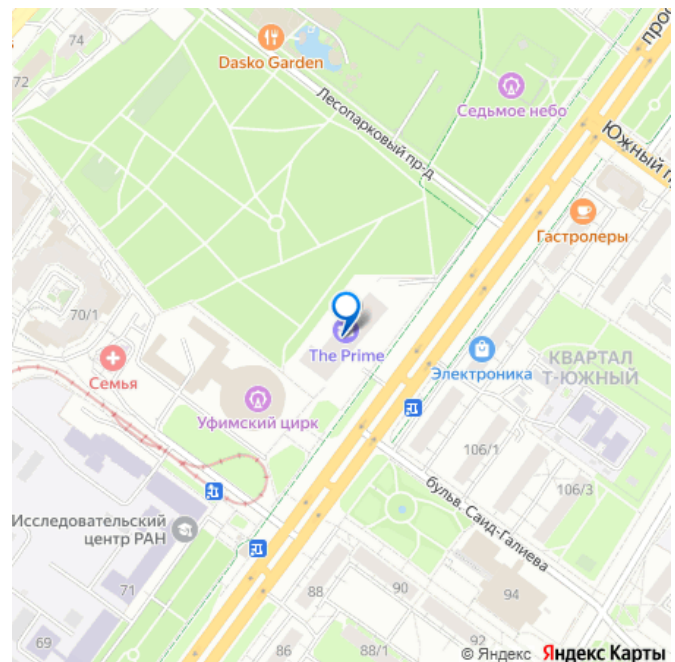 74
Dasko Garden
72
Лесопарковый пр-д
Седьмое небо
Южный п
Гастролеры
70/1
Семья
The Prime
Электроника
КВАРТАЛ
Т-ЮЖНЫЙ
Уфимский цирк
106/1
106/3
бульв. Саид-Галиева
Исследовательский
центр РАН
71
69
88
90
94
86
88/1
92
© Яндекс Яндекс Карты